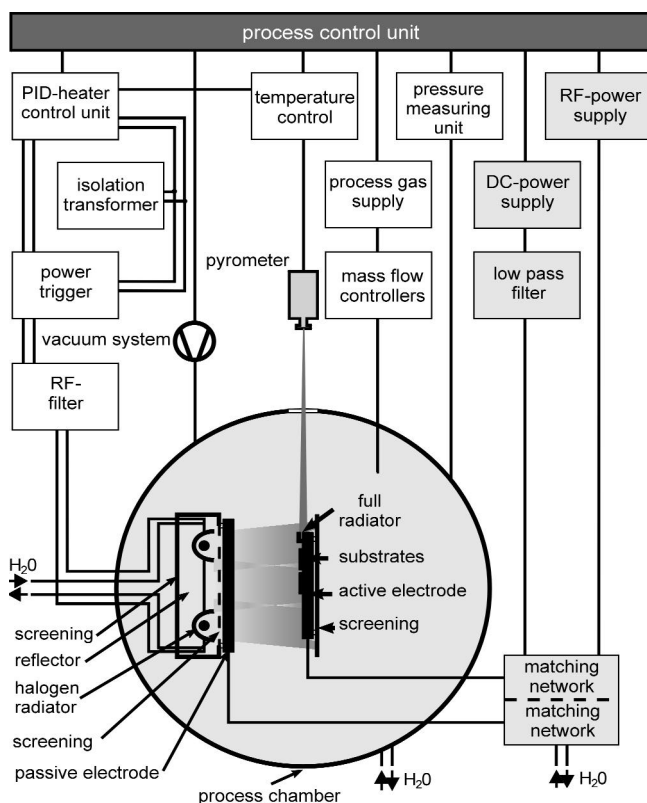 process control unit
PID-heater
control unit
temperature
control
pressure
measuring
unit
RF-power
supply
isolation
transformer
process gas
supply
DC-power
supply
pyrometer
power
trigger
mass flow
controllers
low pass
filter
vacuum system
RF-
filter
full
radiator
substrates
H20
active electrode
screening
screening
reflector
halogen
radiator
screening
passive electrode
process chamber
matching
network
matching
network
H20
H20